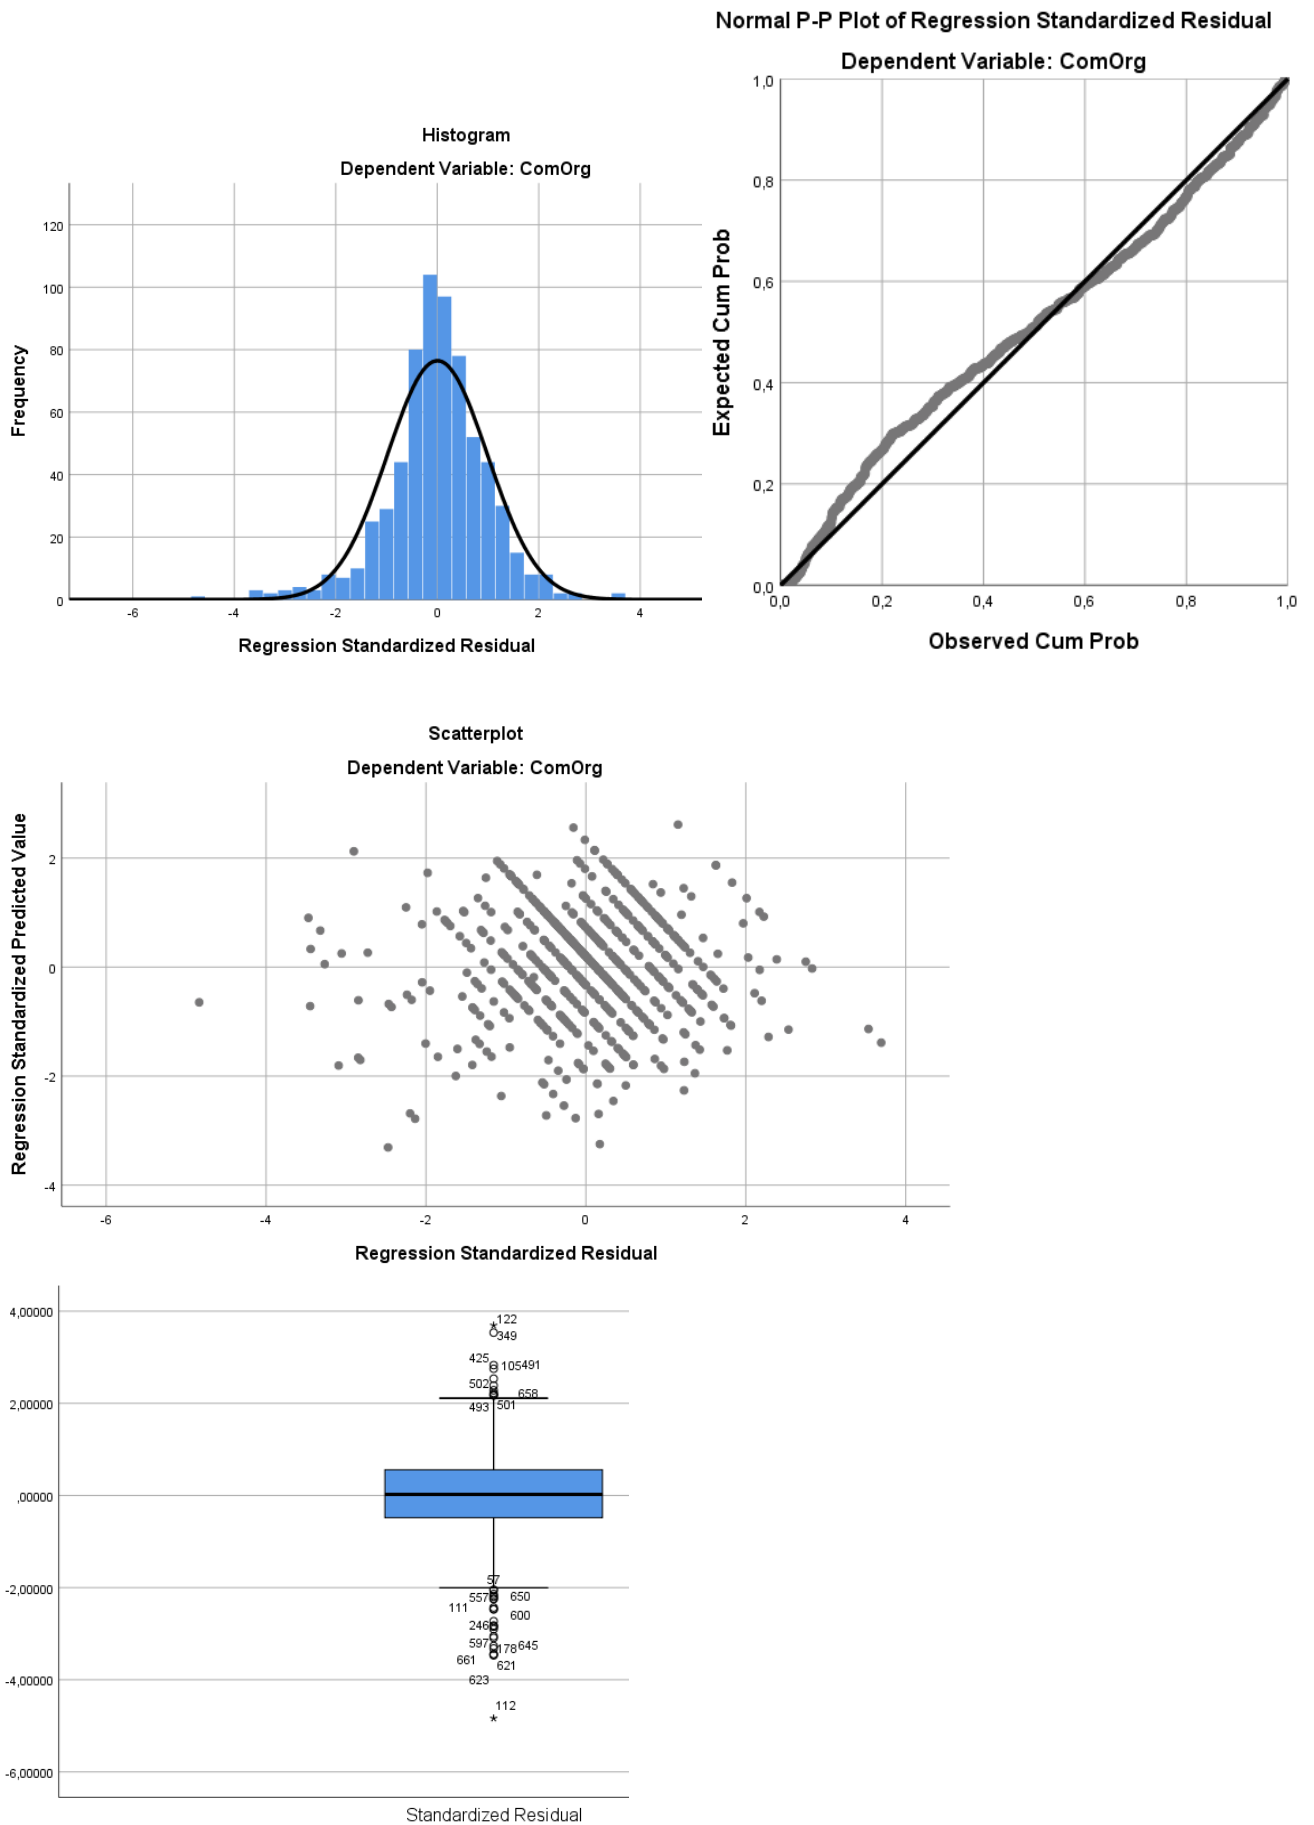 Normal P-P Plot of Regression Standardized Residual
Dependent Variable: ComOrg
1,0
0,8
0,6
0,4
0,2
0,0
Expected Cum Prob
0,0 0,2 0,4 0,6 0,8 1,0
Observed Cum Prob
Histogram
Dependent Variable: ComOrg
120
100
80
60
40
20
0
Frequency
-6 -4 -2 0 2 4
Regression Standardized Residual
Scatterplot
Dependent Variable: ComOrg
2
0
-2
-4
Regression Standardized Predicted Value
-6 -4 -2 0 2 4
Regression Standardized Residual
4,00000
2,00000
,00000
-2,00000
-4,00000
-6,00000
122
349
425
105491
502
658
493 501
57
557 650
111
600
246
597 178 645
661
621
623
112
Standardized Residual